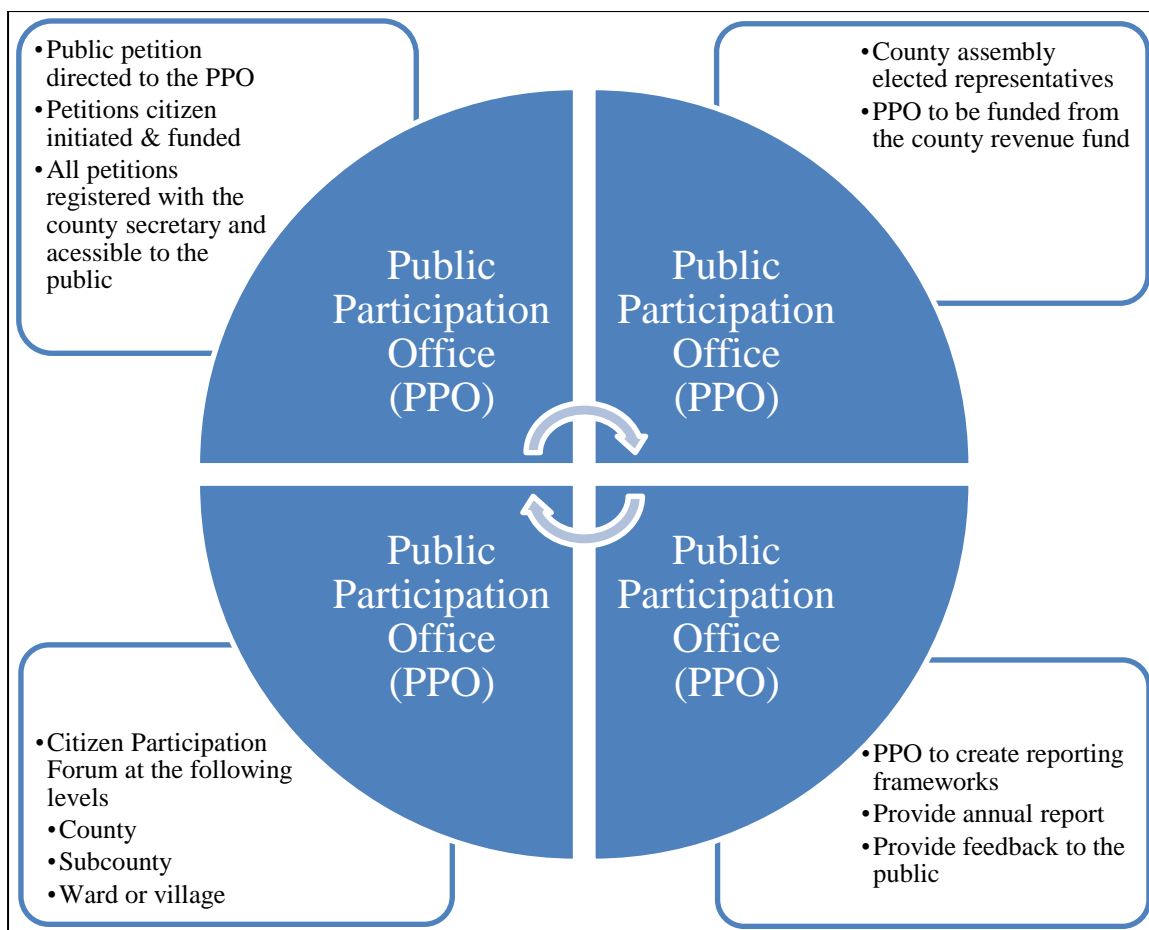 •Public petition
directed to the PPO
•Petitions citizen
initiated & funded
•All petitions
registered with the
county secretary and
acessible to the
public
•County assembly
elected representatives
•PPO to be funded from
the county revenue fund
Public
Participation
Office
(PPO)
Public
Participation
Office
(PPO)
Public
Participation
Office
(PPO)
Public
Participation
Office
(PPO)
•Citizen Participation
Forum at the following
levels
•County
•Subcounty
•Ward or village
•PPO to create reporting
frameworks
•Provide annual report
•Provide feedback to the
public